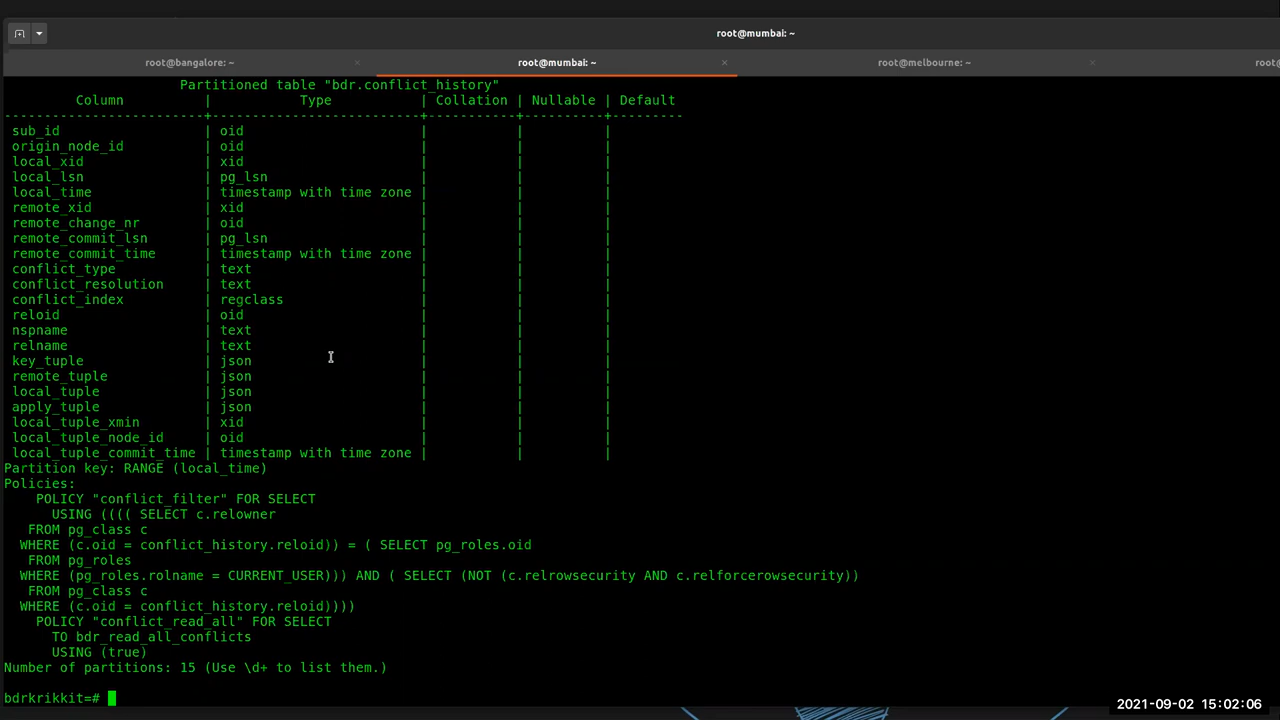 root@mumbai: ~
root@bangalore: ~ × root@mumbai: ~ × root@melbourne: ~ × root@
Partitioned table "bdr.conflict_history"
Column | Type | Collation | Nullable | Default
-------------------------+--------------------------+-----------+----------+---------
sub_id | oid | | |
origin_node_id | oid | | |
local_xid | xid | | |
local_lsn | pg_lsn | | |
local_time | timestamp with time zone | | |
remote_xid | xid | | |
remote_change_nr | oid | | |
remote_commit_lsn | pg_lsn | | |
remote_commit_time | timestamp with time zone | | |
conflict_type | text | | |
conflict_resolution | text | | |
conflict_index | regclass | | |
reloid | oid | | |
nspname | text | | |
relname | text | | |
key_tuple | json | | |
remote_tuple | json | | |
local_tuple | json | | |
apply_tuple | json | | |
local_tuple_xmin | xid | | |
local_tuple_node_id | oid | | |
local_tuple_commit_time | timestamp with time zone | | |
Partition key: RANGE (local_time)
Policies:
POLICY "conflict_filter" FOR SELECT
USING (((( SELECT c.relowner
FROM pg_class c
WHERE (c.oid = conflict_history.reloid)) = ( SELECT pg_roles.oid
FROM pg_roles
WHERE (pg_roles.rolname = CURRENT_USER))) AND ( SELECT (NOT (c.relrowsecurity AND c.relforcerowsecurity))
FROM pg_class c
WHERE (c.oid = conflict_history.reloid))))
POLICY "conflict_read_all" FOR SELECT
TO bdr_read_all_conflicts
USING (true)
Number of partitions: 15 (Use \d+ to list them.)
bdrkrikkit=#
2021-09-02 15:02:06